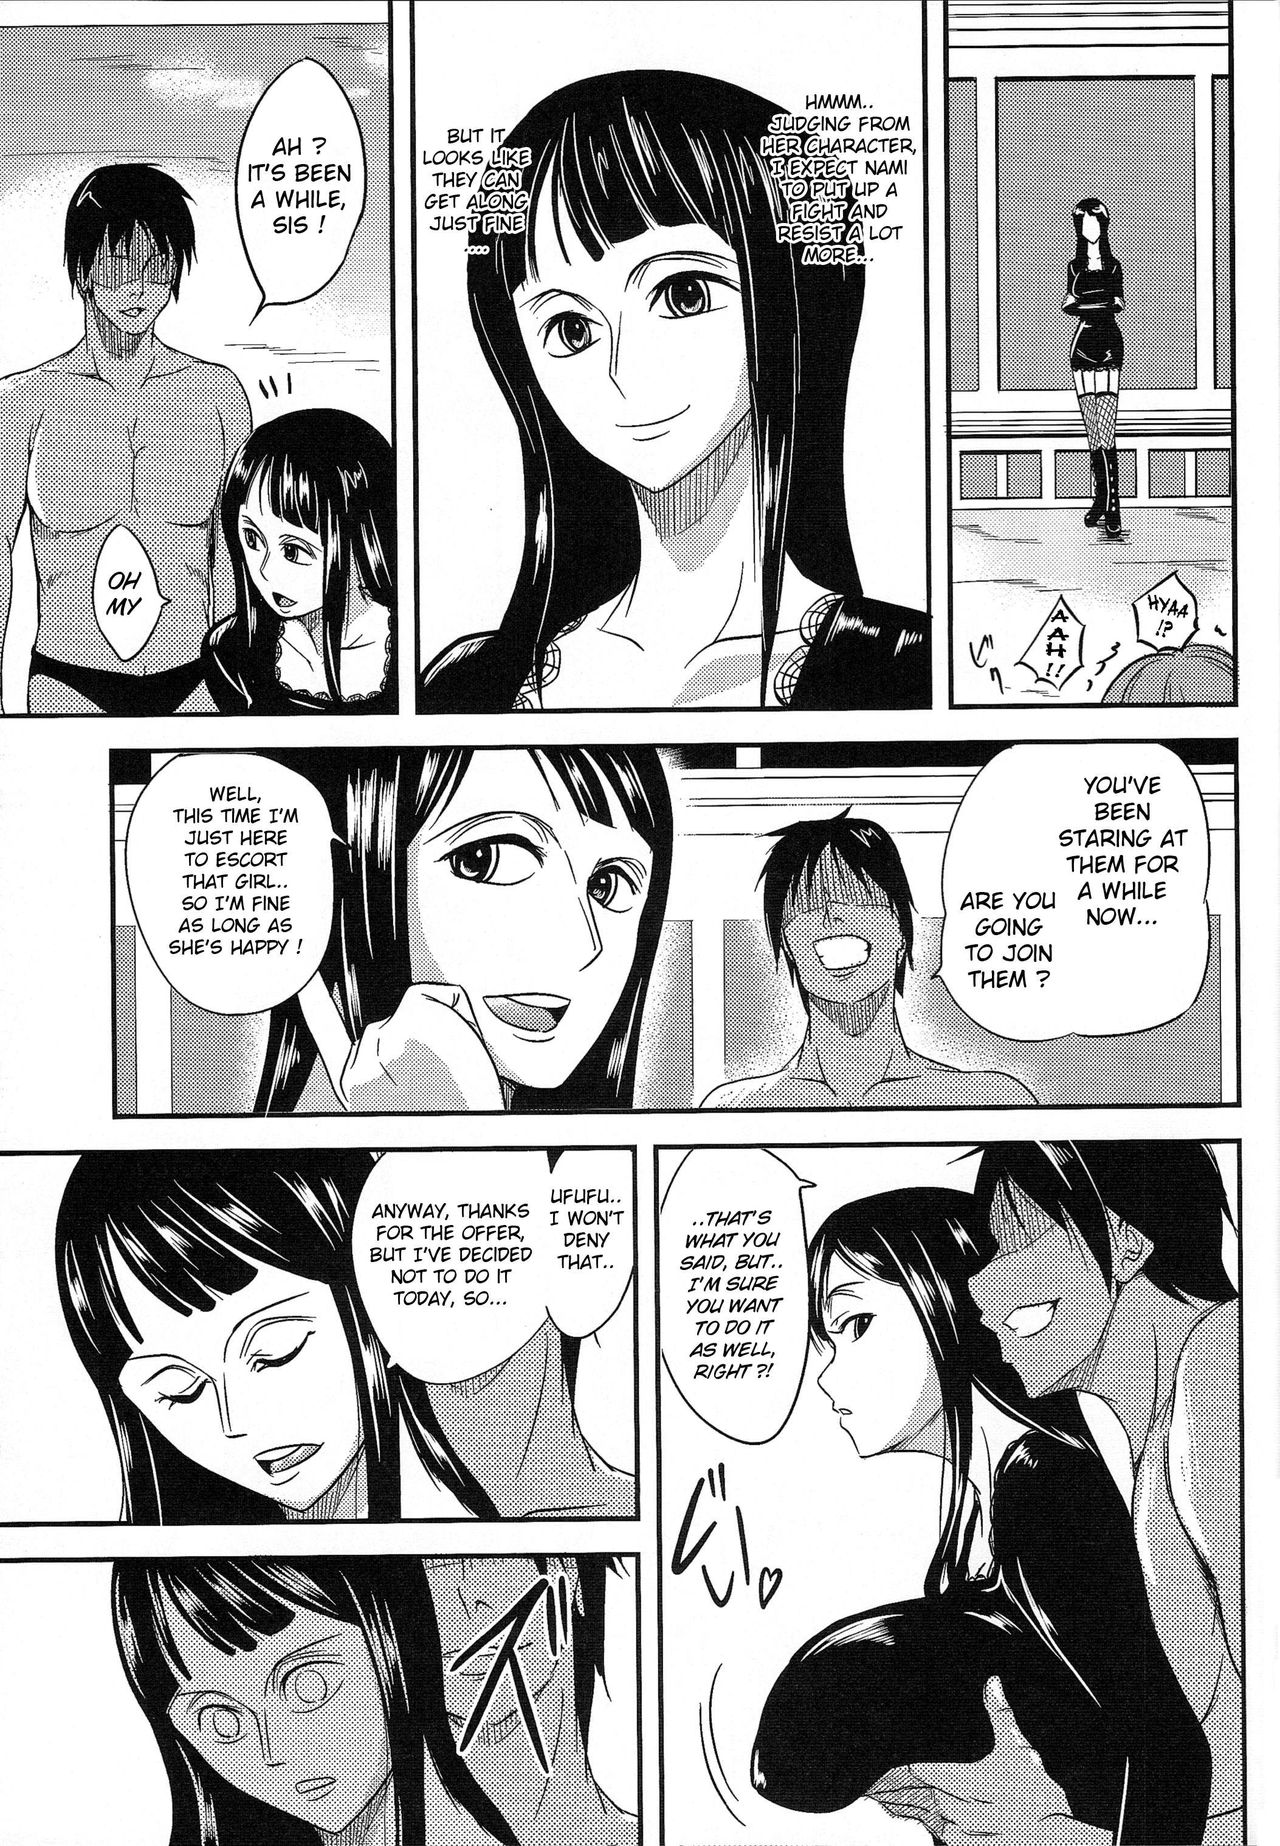 HMMM..
JUDGING FROM
HER CHARACTER,
I EXPECT NAMI
TO PUT UP A
FIGHT AND
RESIST A LOT
MORE...
HYAA
!?
AAH!!
BUT IT
LOOKS LIKE
THEY CAN
GET ALONG
JUST FINE
....
AH ?
IT'S BEEN
A WHILE,
SIS !
OH
MY
YOU'VE
BEEN
STARING AT
THEM FOR
A WHILE
NOW...
ARE YOU
GOING
TO JOIN
THEM ?
WELL,
THIS TIME I'M
JUST HERE
TO ESCORT
THAT GIRL..
SO I'M FINE
AS LONG AS
SHE'S HAPPY !
..THAT'S
WHAT YOU
SAID, BUT..
I'M SURE
YOU WANT
TO DO IT
AS WELL,
RIGHT ?!
UFUFU..
I WON'T
DENY
THAT..
ANYWAY, THANKS
FOR THE OFFER,
BUT I'VE DECIDED
NOT TO DO IT
TODAY, SO...